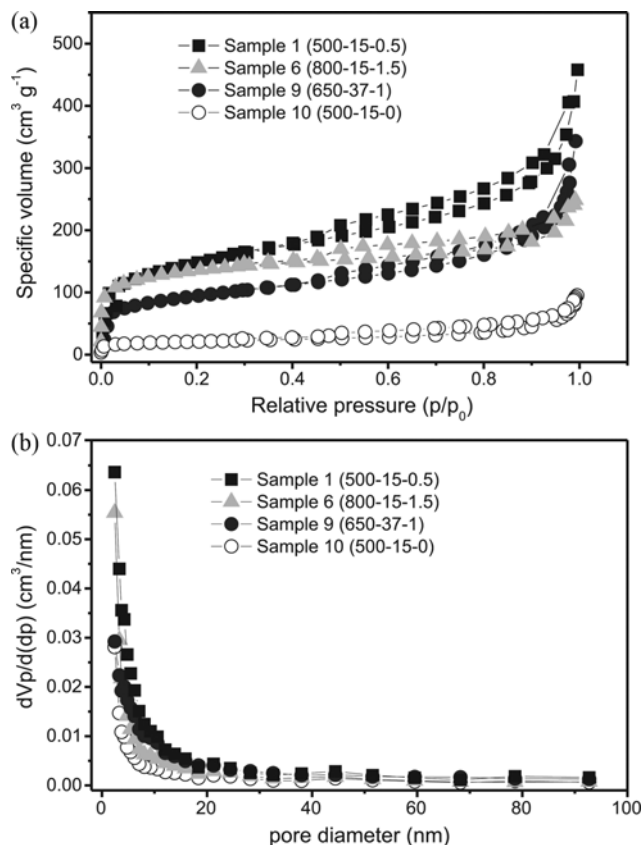 (a)
500
400
300
200
100
0
Specific volume (cm³ g⁻¹)
Sample 1 (500-15-0.5)
Sample 6 (800-15-1.5)
Sample 9 (650-37-1)
Sample 10 (500-15-0)
0.0 0.2 0.4 0.6 0.8 1.0
Relative pressure (p/p₀)
(b)
0.07
0.06
0.05
0.04
0.03
0.02
0.01
0.00
dVp/d(dp) (cm³/nm)
Sample 1 (500-15-0.5)
Sample 6 (800-15-1.5)
Sample 9 (650-37-1)
Sample 10 (500-15-0)
0 20 40 60 80 100
pore diameter (nm)